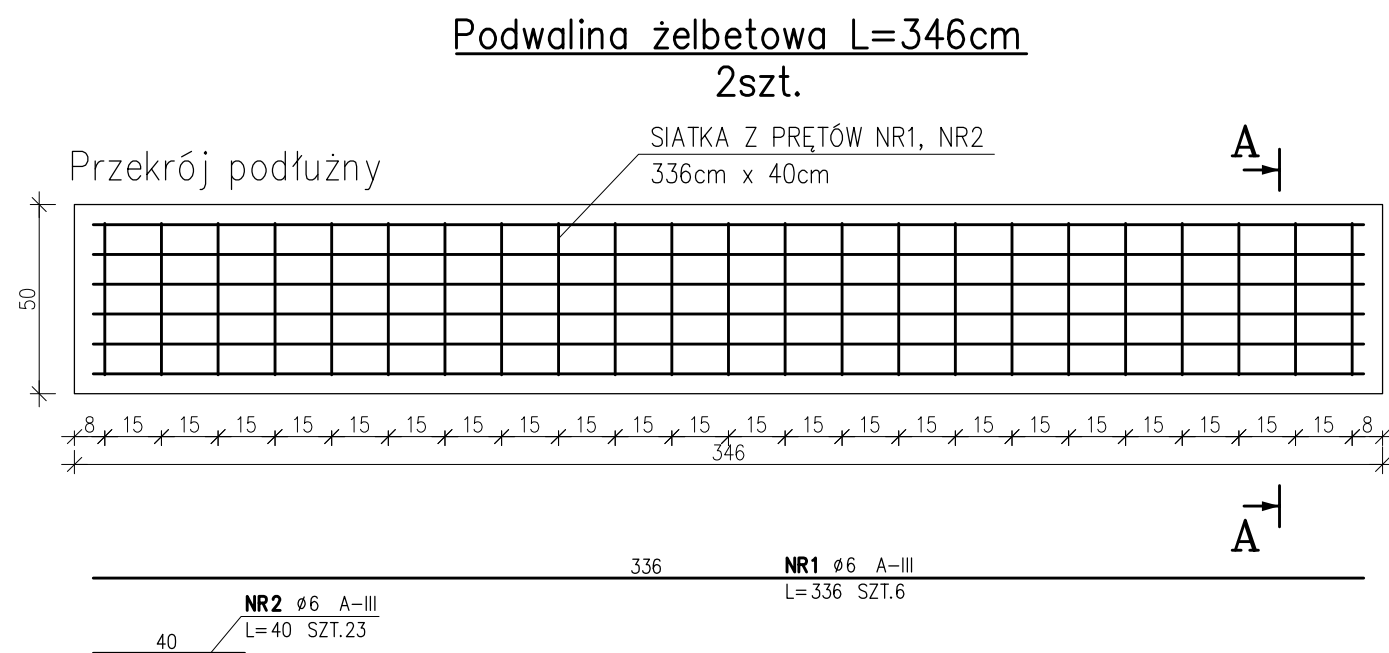 Podwalina żelbetowa L=346cm
2szt.
SIATKA Z PRĘTÓW NR1, NR2
336cm x 40cm
A
Przekrój podłużny
50
8 15 15 15 15 15 15 15 15 15 15 15 15 15 15 15 15 15 15 15 15 15 15 8
346
A
336
NR1 ø6 A-III
L=336 SZT.6
NR2 ø6 A-III
L=40 SZT.23
40